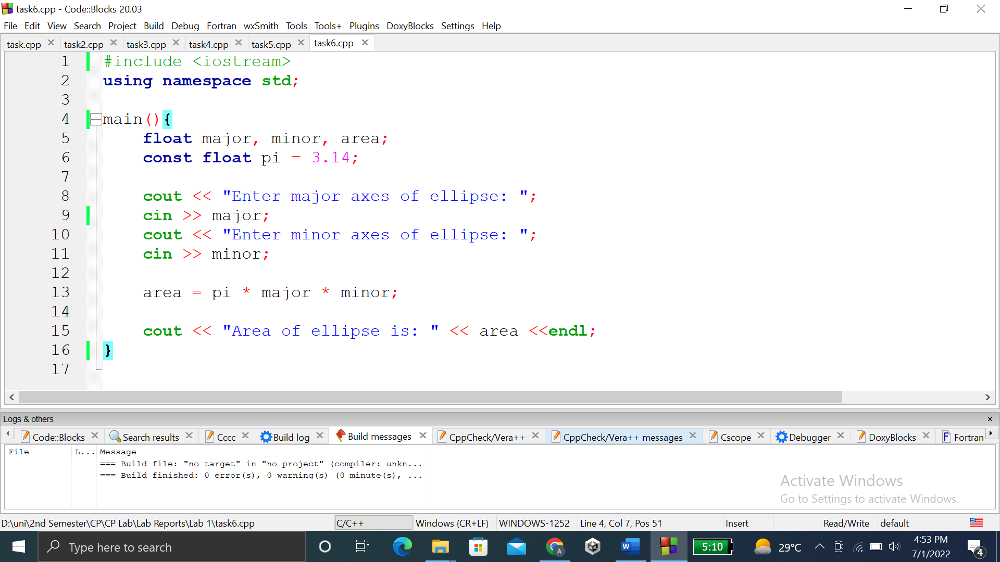 task6.cpp - Code::Blocks 20.03
File Edit View Search Project Build Debug Fortran wxSmith Tools Tools+ Plugins DoxyBlocks Settings Help
task.cpp task2.cpp task3.cpp task4.cpp task5.cpp task6.cpp
1 #include <iostream>
2 using namespace std;
3
4 main(){
5 float major, minor, area;
6 const float pi = 3.14;
7
8 cout << "Enter major axes of ellipse: ";
9 cin >> major;
10 cout << "Enter minor axes of ellipse: ";
11 cin >> minor;
12
13 area = pi * major * minor;
14
15 cout << "Area of ellipse is: " << area <<endl;
16 }
17
Logs & others
Code::Blocks Search results Cccc Build log Build messages CppCheck/Vera++ CppCheck/Vera++ messages Cscope Debugger DoxyBlocks Fortran
File L... Message
=== Build file: "no target" in "no project" (compiler: unkn...
=== Build finished: 0 error(s), 0 warning(s) (0 minute(s), ...
Activate Windows
Go to Settings to activate Windows.
D:\uni\2nd Semester\CP\CP Lab\Lab Reports\Lab 1\task6.cpp C/C++ Windows (CR+LF) WINDOWS-1252 Line 4, Col 7, Pos 51 Insert Read/Write default
Type here to search 5:10 29°C 4:53 PM
7/1/2022 4